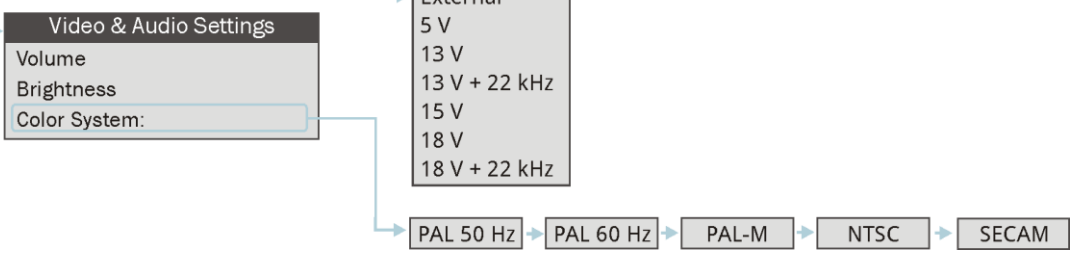 Video & Audio Settings
Volume
Brightness
Color System:
External
5 V
13 V
13 V + 22 kHz
15 V
18 V
18 V + 22 kHz
PAL 50 Hz
PAL 60 Hz
PAL-M
NTSC
SECAM